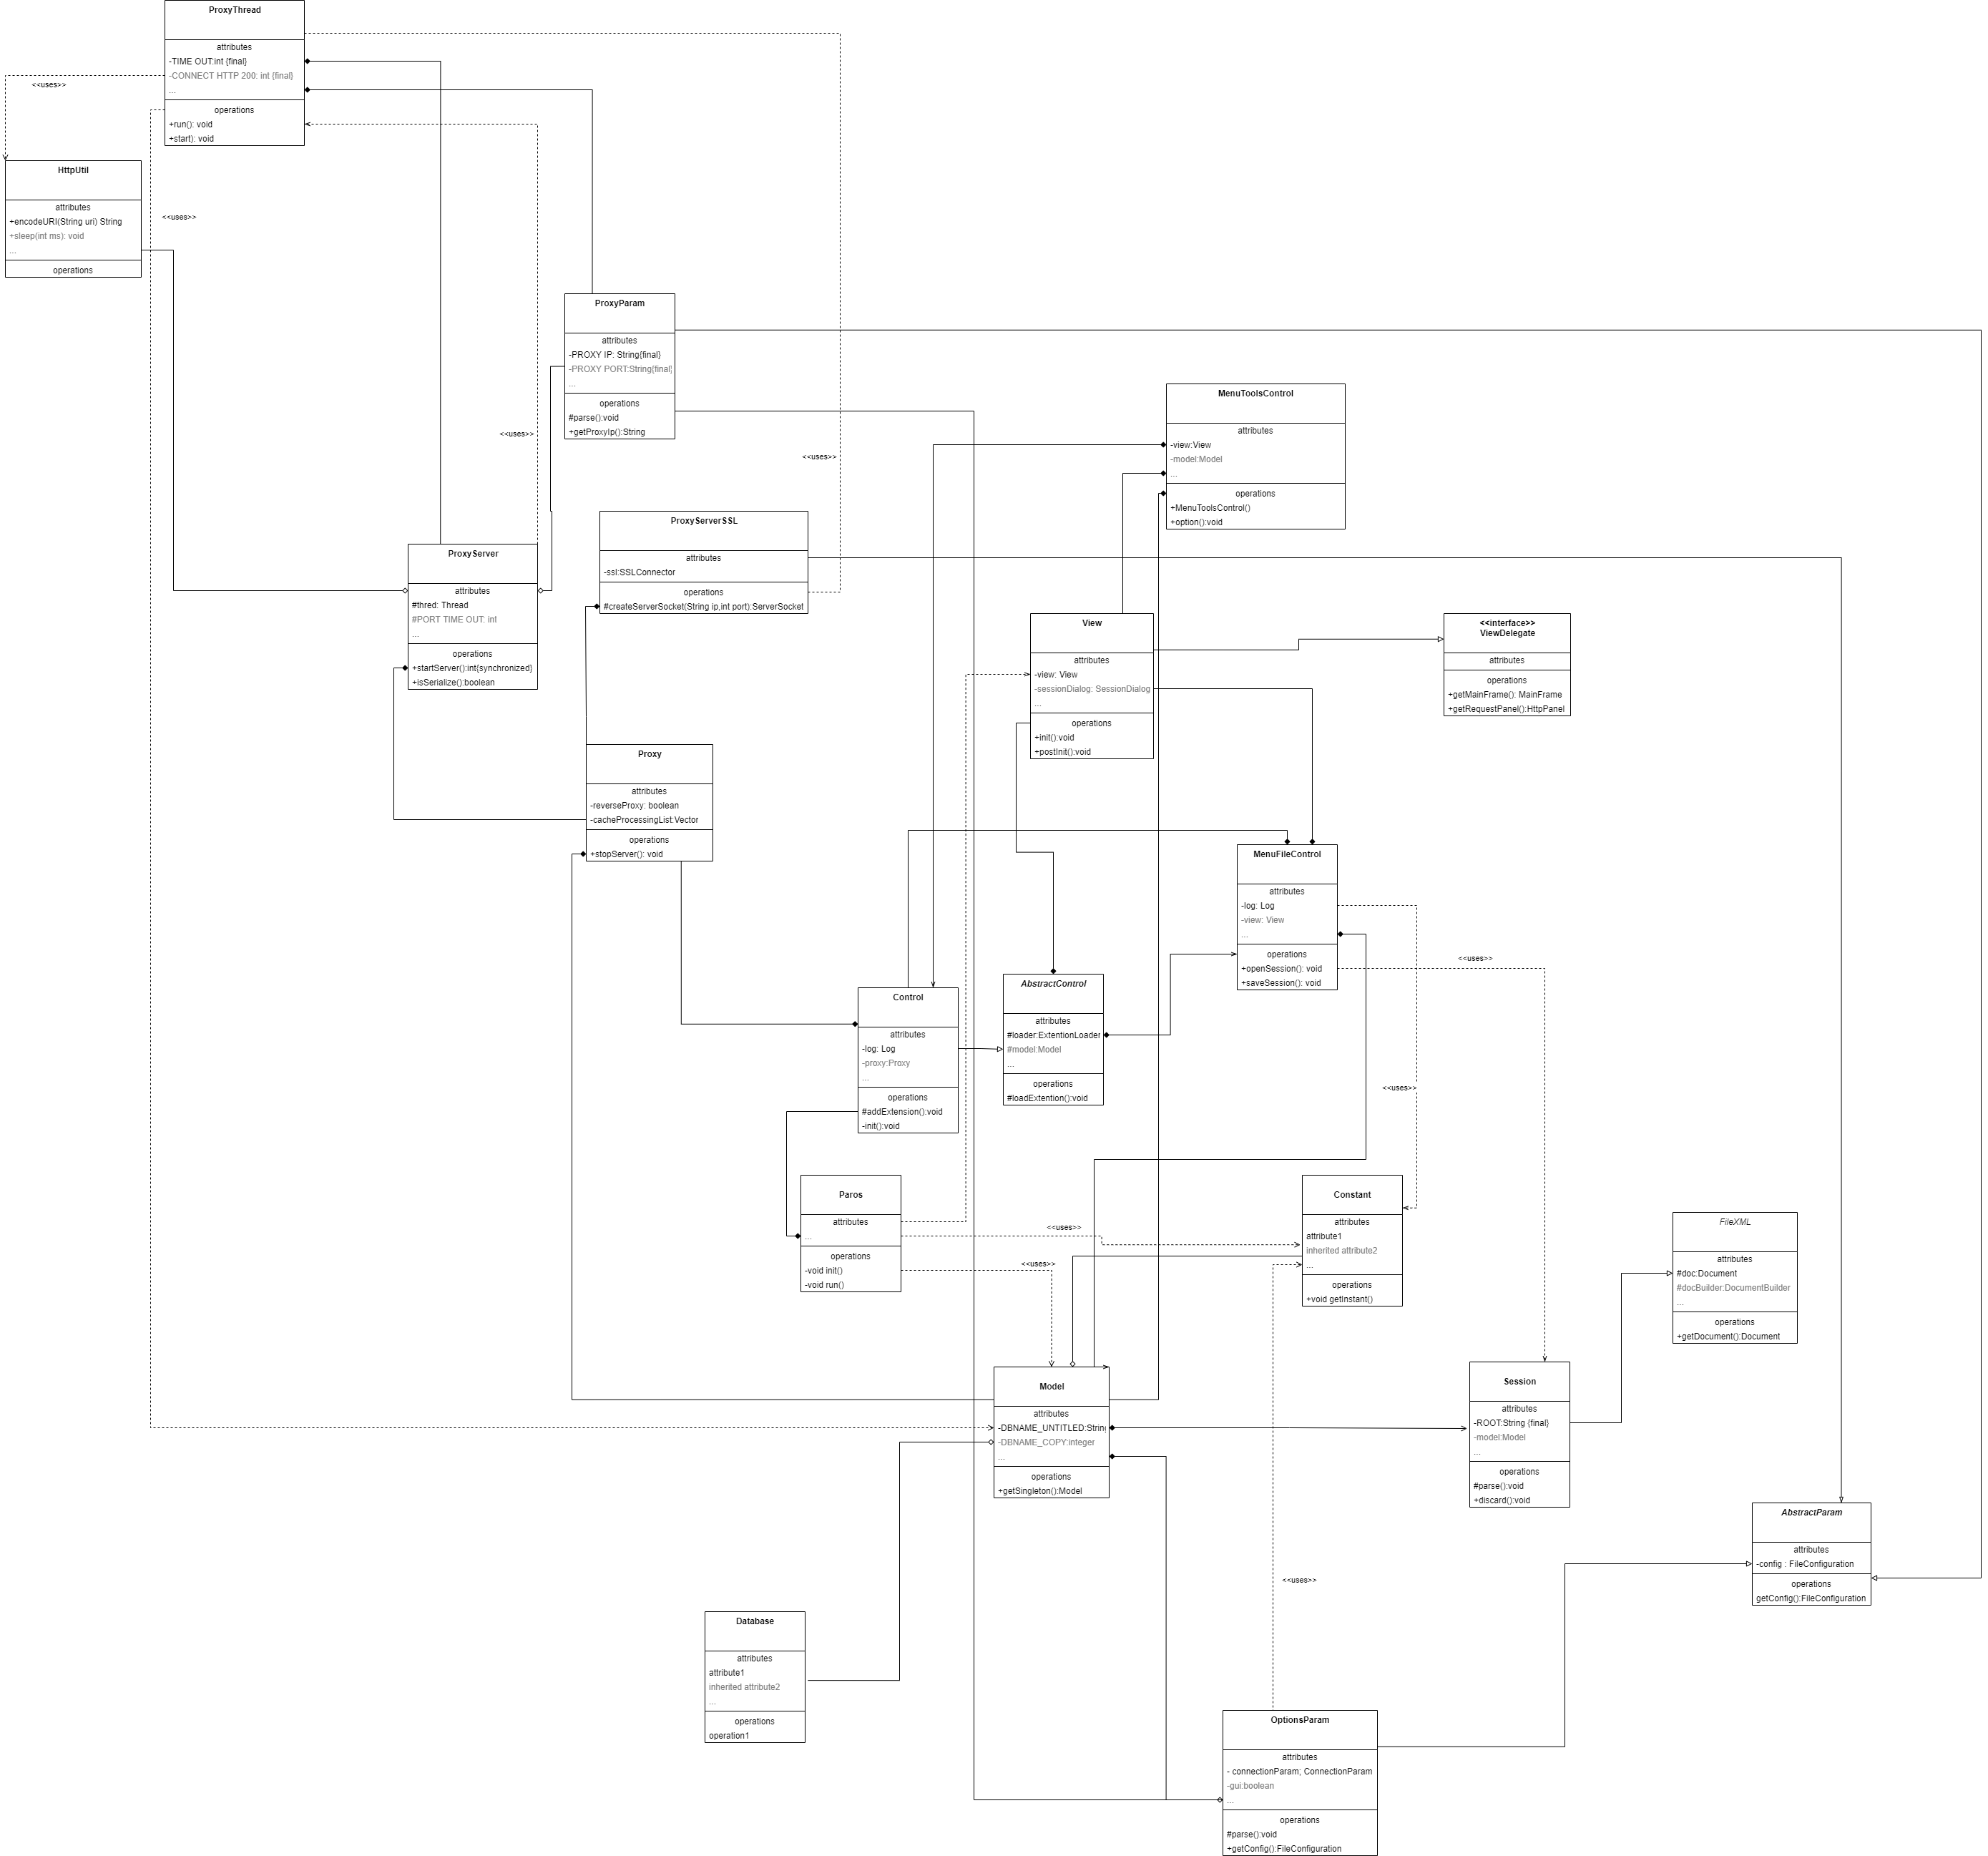 ProxyThread
attributes
-TIME OUT:int {final}
-CONNECT HTTP 200: int {final}
...
operations
+run(): void
+start): void
<<uses>>
HttpUtil
attributes
+encodeURI(String uri) String
+sleep(int ms): void
...
operations
<<uses>>
ProxyParam
attributes
-PROXY IP: String{final}
-PROXY PORT:String{final}
...
operations
#parse():void
+getProxyIp():String
<<uses>>
<<uses>>
MenuToolsControl
attributes
-view:View
-model:Model
...
operations
+MenuToolsControl()
+option():void
ProxyServerSSL
attributes
-ssl:SSLConnector
operations
#createServerSocket(String ip,int port):ServerSocket
ProxyServer
attributes
#thred: Thread
#PORT TIME OUT: int
...
operations
+startServer():int{synchronized}
+isSerialize():boolean
View
attributes
-view: View
-sessionDialog: SessionDialog
...
operations
+init():void
+postInit():void
<<interface>>
ViewDelegate
attributes
operations
+getMainFrame(): MainFrame
+getRequestPanel():HttpPanel
Proxy
attributes
-reverseProxy: boolean
-cacheProcessingList:Vector
operations
+stopServer(): void
MenuFileControl
attributes
-log: Log
-view: View
...
operations
+openSession(): void
+saveSession(): void
<<uses>>
<<uses>>
Control
attributes
-log: Log
-proxy:Proxy
...
operations
#addExtension():void
-init():void
AbstractControl
attributes
#loader:ExtentionLoader
#model:Model
...
operations
#loadExtention():void
Paros
attributes
...
operations
-void init()
-void run()
<<uses>>
<<uses>>
Constant
attributes
attribute1
inherited attribute2
...
operations
+void getInstant()
FileXML
attributes
#doc:Document
#docBuilder:DocumentBuilder
...
operations
+getDocument():Document
Model
attributes
-DBNAME_UNTITLED:String
-DBNAME_COPY:integer
...
operations
+getSingleton():Model
Session
attributes
-ROOT:String {final}
-model:Model
...
operations
#parse():void
+discard():void
AbstractParam
attributes
-config : FileConfiguration
operations
getConfig():FileConfiguration
<<uses>>
Database
attributes
attribute1
inherited attribute2
...
operations
operation1
OptionsParam
attributes
- connectionParam; ConnectionParam
-gui:boolean
...
operations
#parse():void
+getConfig():FileConfiguration